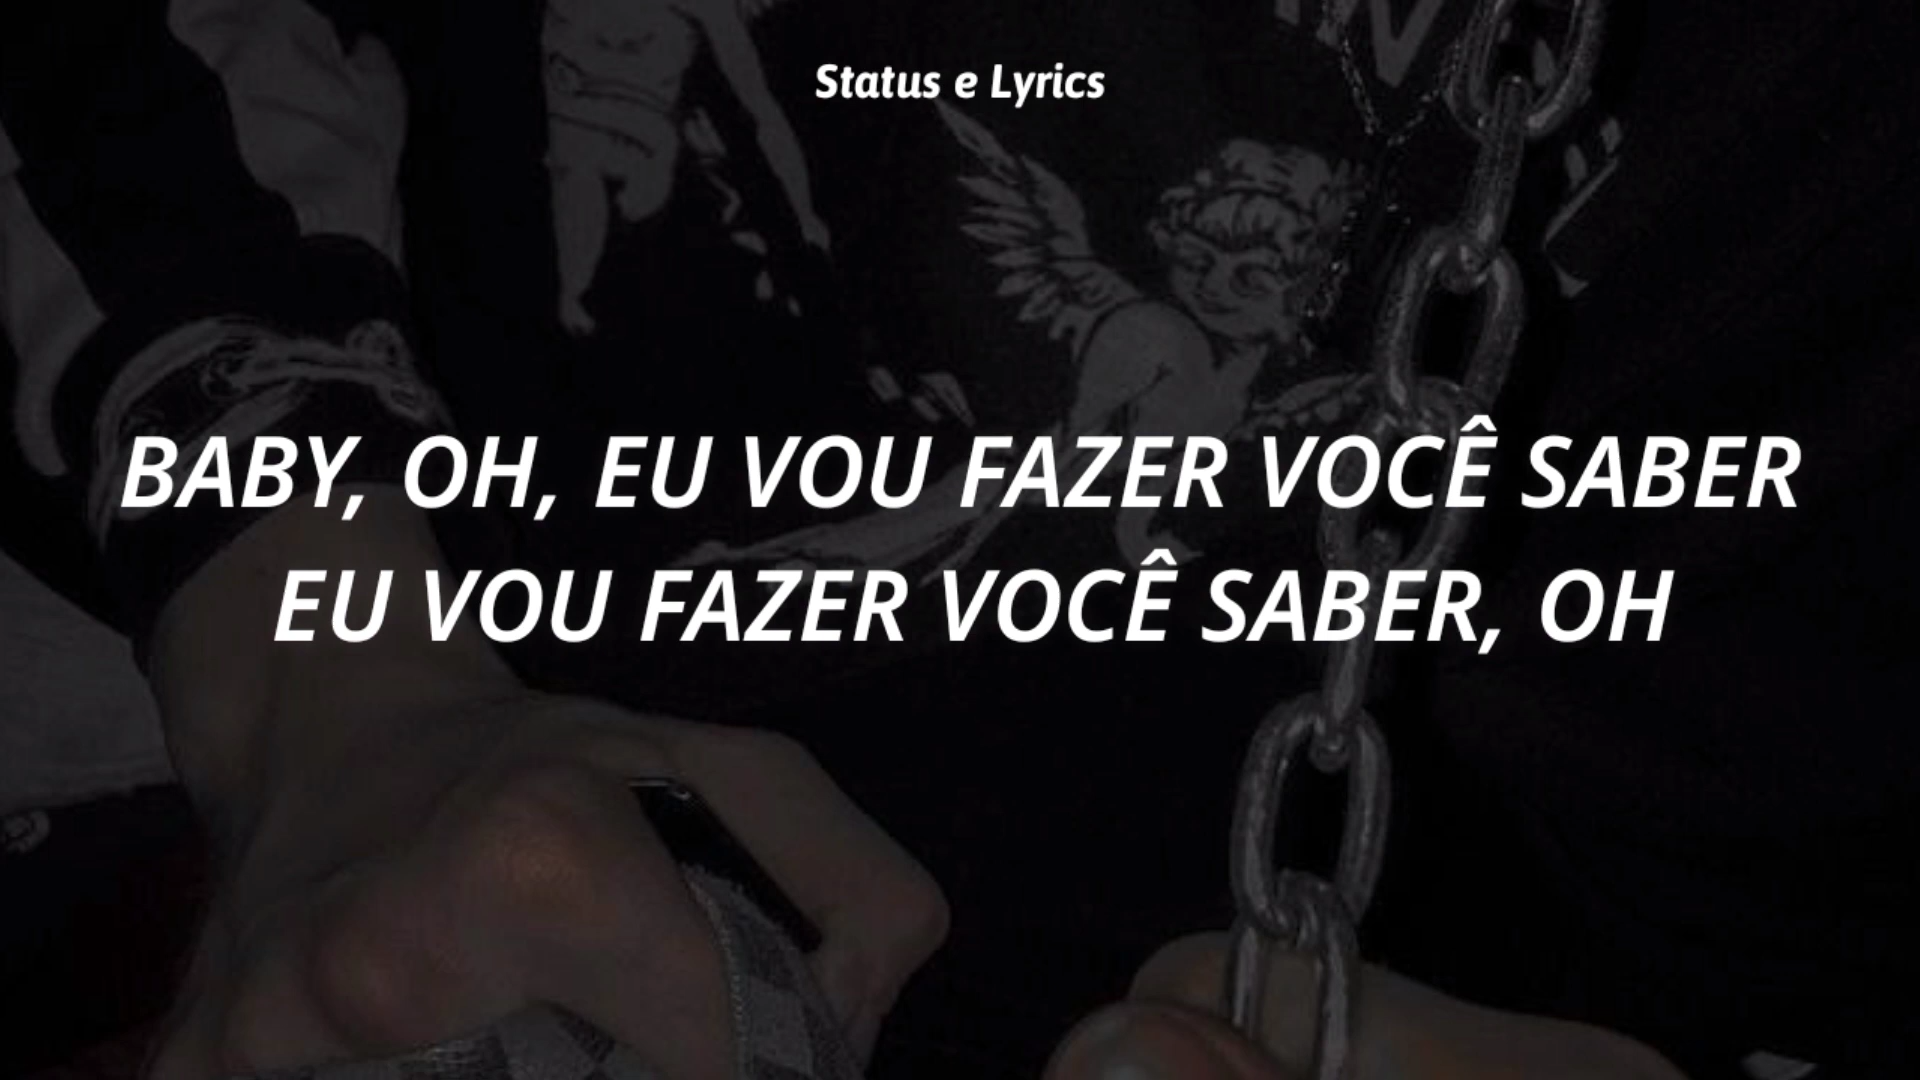 Status e Lyrics
BABY, OH, EU VOU FAZER VOCÊ SABER
EU VOU FAZER VOCÊ SABER, OH